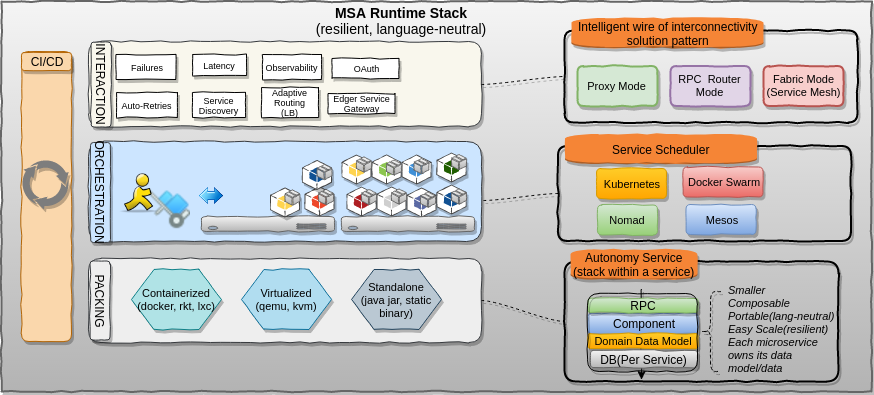 MSA Runtime Stack
(resilient, language-neutral)
CI/CD
INTERACTION
Failures
Latency
Observability
OAuth
Auto-Retries
Service
Discovery
Adaptive
Routing
(LB)
Edger Service
Gateway
Intelligent wire of interconnectivity
solution pattern
Proxy Mode
RPC Router
Mode
Fabric Mode
(Service Mesh)
ORCHESTRATION
Service Scheduler
Kubernetes
Docker Swarm
Nomad
Mesos
PACKING
Containerized
(docker, rkt, lxc)
Virtualized
(qemu, kvm)
Standalone
(java jar, static
binary)
Autonomy Service
(stack within a service)
RPC
Component
Domain Data Model
DB(Per Service)
Smaller
Composable
Portable(lang-neutral)
Easy Scale(resilient)
Each microservice
owns its data
model/data